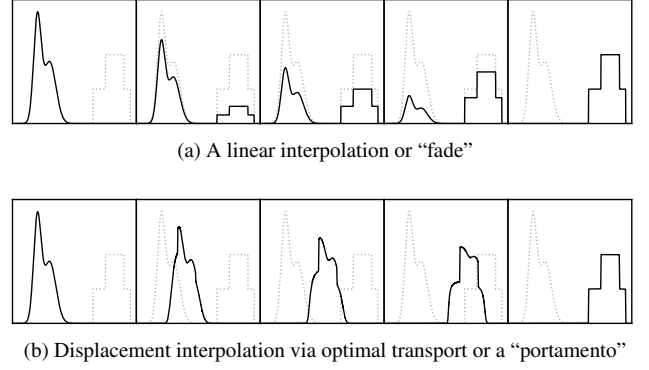 (a) A linear interpolation or “fade”
(b) Displacement interpolation via optimal transport or a “portamento”